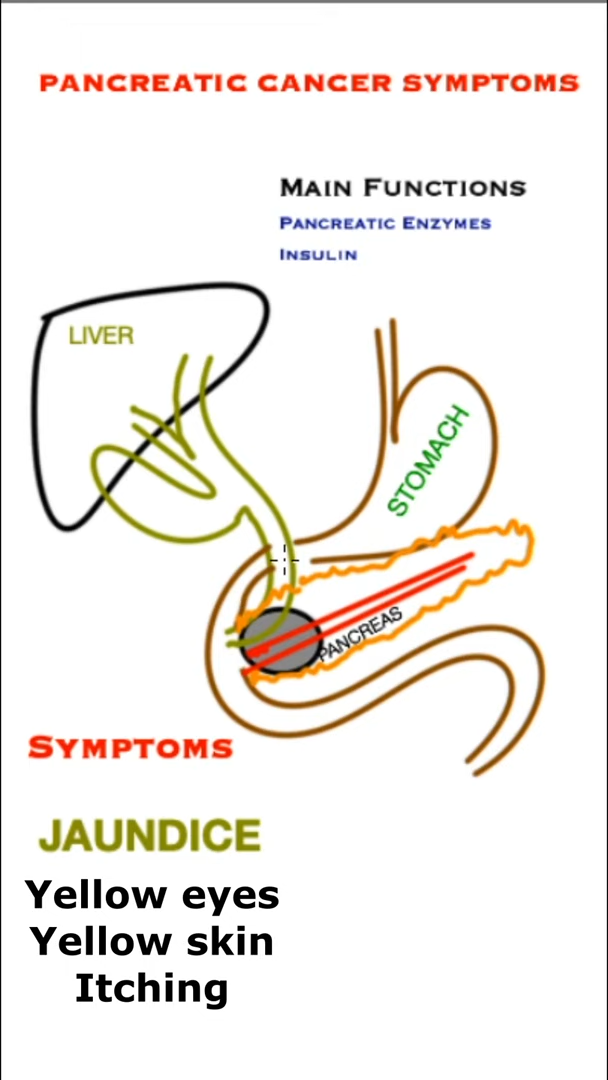 PANCREATIC CANCER SYMPTOMS
MAIN FUNCTIONS
PANCREATIC ENZYMES
INSULIN
LIVER
STOMACH
PANCREAS
SYMPTOMS
JAUNDICE
Yellow eyes
Yellow skin
Itching